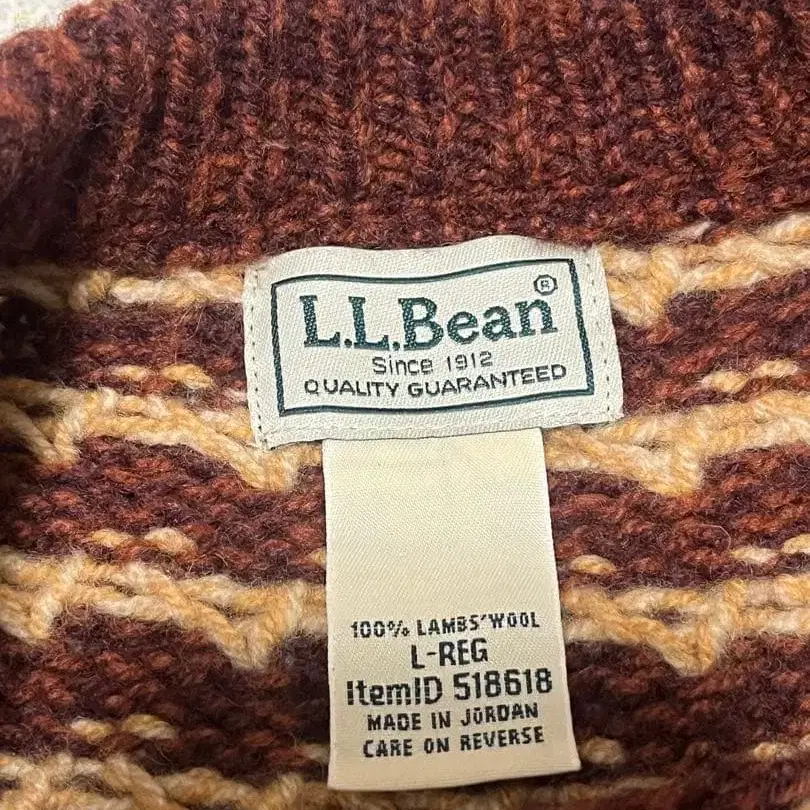 L.L.Bean®
Since 1912
QUALITY GUARANTEED
100% LAMBS' WOOL
L-REG
ItemID 518618
MADE IN JORDAN
CARE ON REVERSE